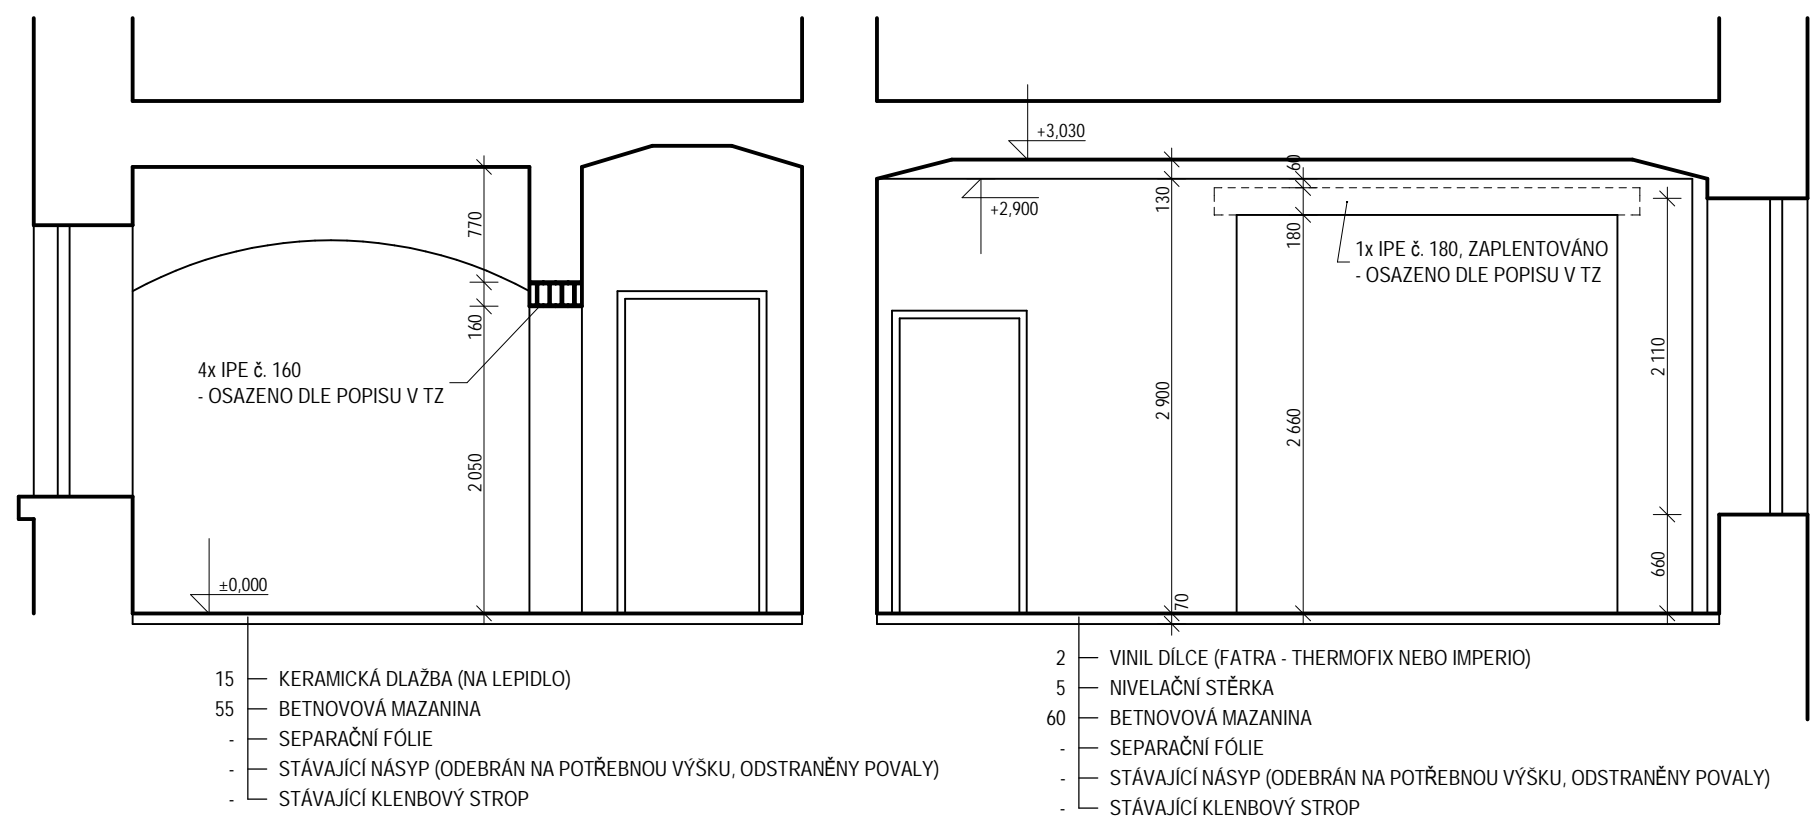 +3,030
+2,900
60
130
180
770
160
2 050
2 900
2 660
2 110
660
70
1x IPE č. 180, ZAPLENTOVÁNO
- OSAZENO DLE POPISU V TZ
4x IPE č. 160
- OSAZENO DLE POPISU V TZ
±0,000
15 KERAMICKÁ DLAŽBA (NA LEPIDLO)
55 BETNOVOVÁ MAZANINA
- SEPARAČNÍ FÓLIE
- STÁVAJÍCÍ NÁSYP (ODEBRÁN NA POTŘEBNOU VÝŠKU, ODSTRANĚNY POVALY)
- STÁVAJÍCÍ KLENBOVÝ STROP
2 VINIL DÍLCE (FATRA - THERMOFIX NEBO IMPERIO)
5 NIVELAČNÍ STĚRKA
60 BETNOVOVÁ MAZANINA
- SEPARAČNÍ FÓLIE
- STÁVAJÍCÍ NÁSYP (ODEBRÁN NA POTŘEBNOU VÝŠKU, ODSTRANĚNY POVALY)
- STÁVAJÍCÍ KLENBOVÝ STROP